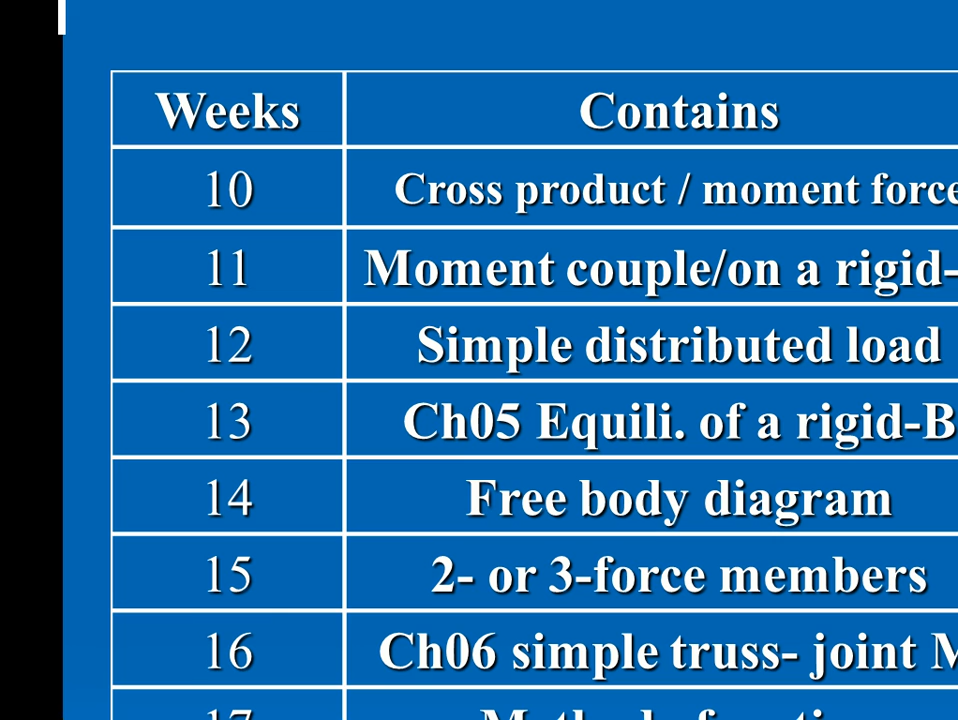 Weeks Contains
10 Cross product / moment force
11 Moment couple/on a rigid-
12 Simple distributed load
13 Ch05 Equili. of a rigid-B
14 Free body diagram
15 2- or 3-force members
16 Ch06 simple truss- joint M
17